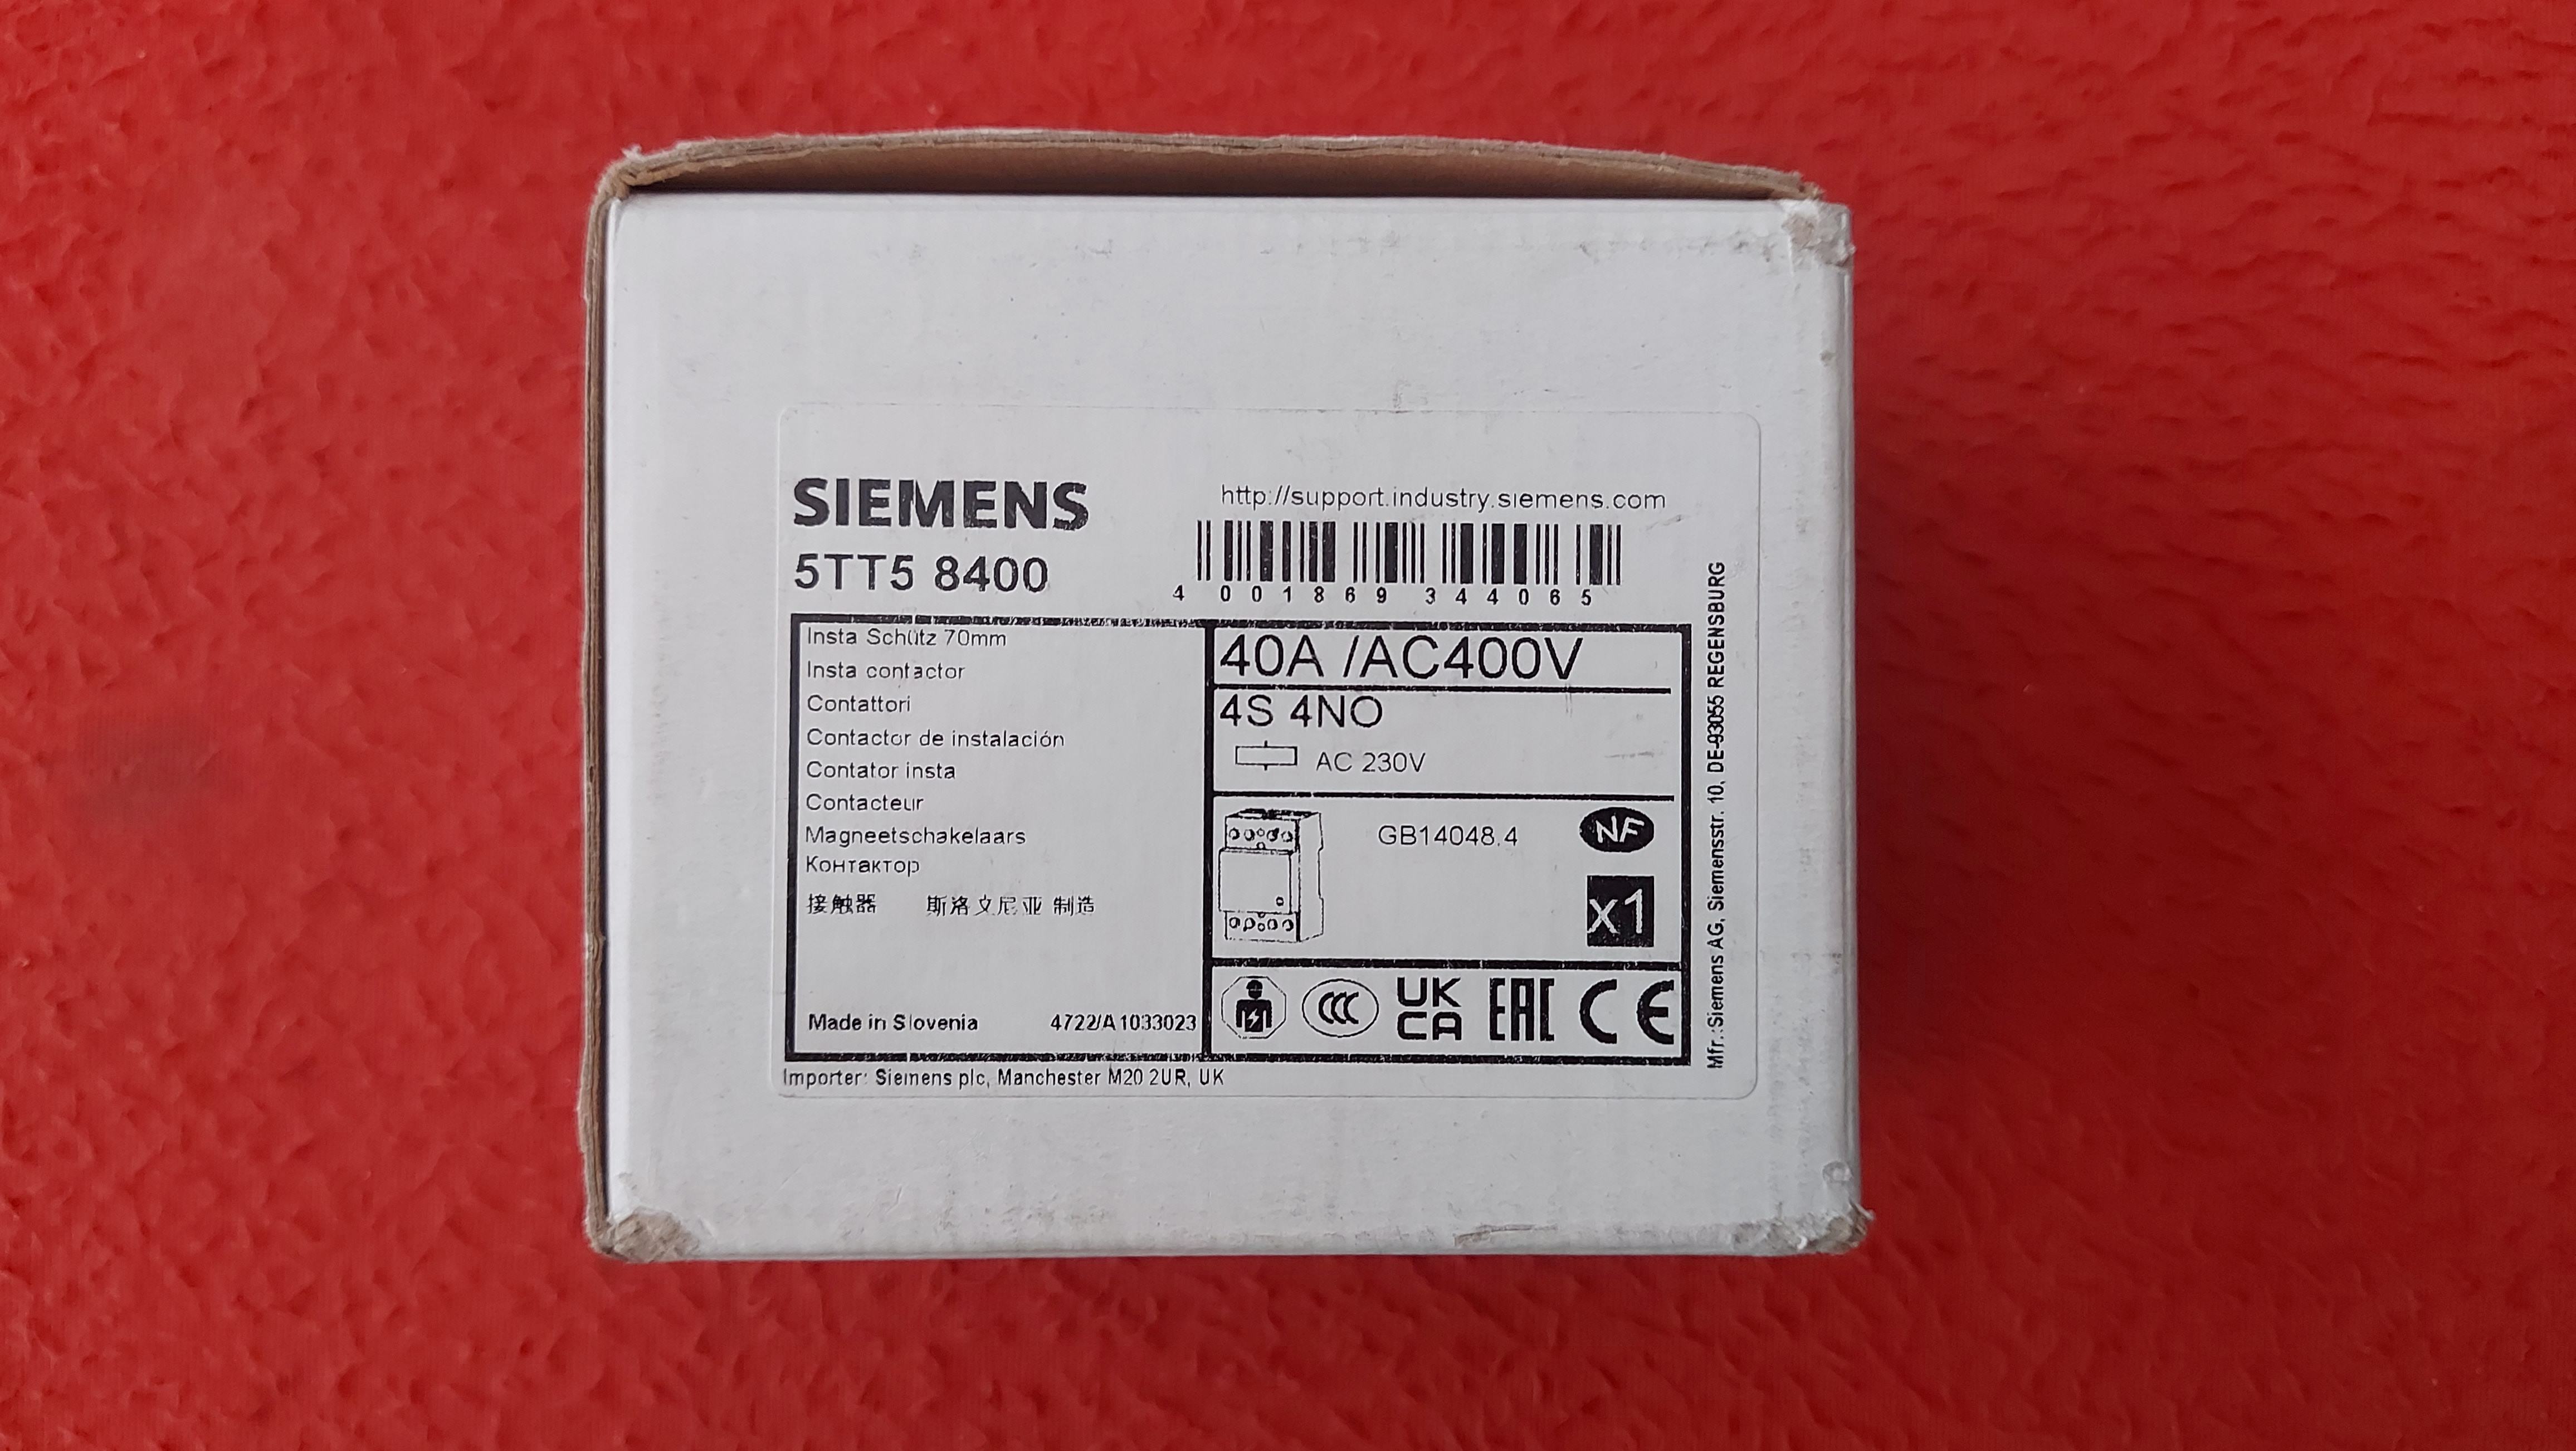 SIEMENS
5TT5 8400
http://support.industry.siemens.com
4 001869 344065
Insta Schütz 70mm
Insta contactor
Contattori
Contactor de instalación
Contator insta
Contacteur
Magneetschakelaars
Контактор
接触器 斯洛文尼亚 制造
Made in Slovenia 4722/A1033023
40A /AC400V
4S 4NO
AC 230V
GB14048.4
NF
x1
CCC
UK
CA
EAC
CE
Importer: Siemens plc, Manchester M20 2UR, UK
Mfr.:Siemens AG, Siemensstr. 10, DE-93055 REGENSBURG